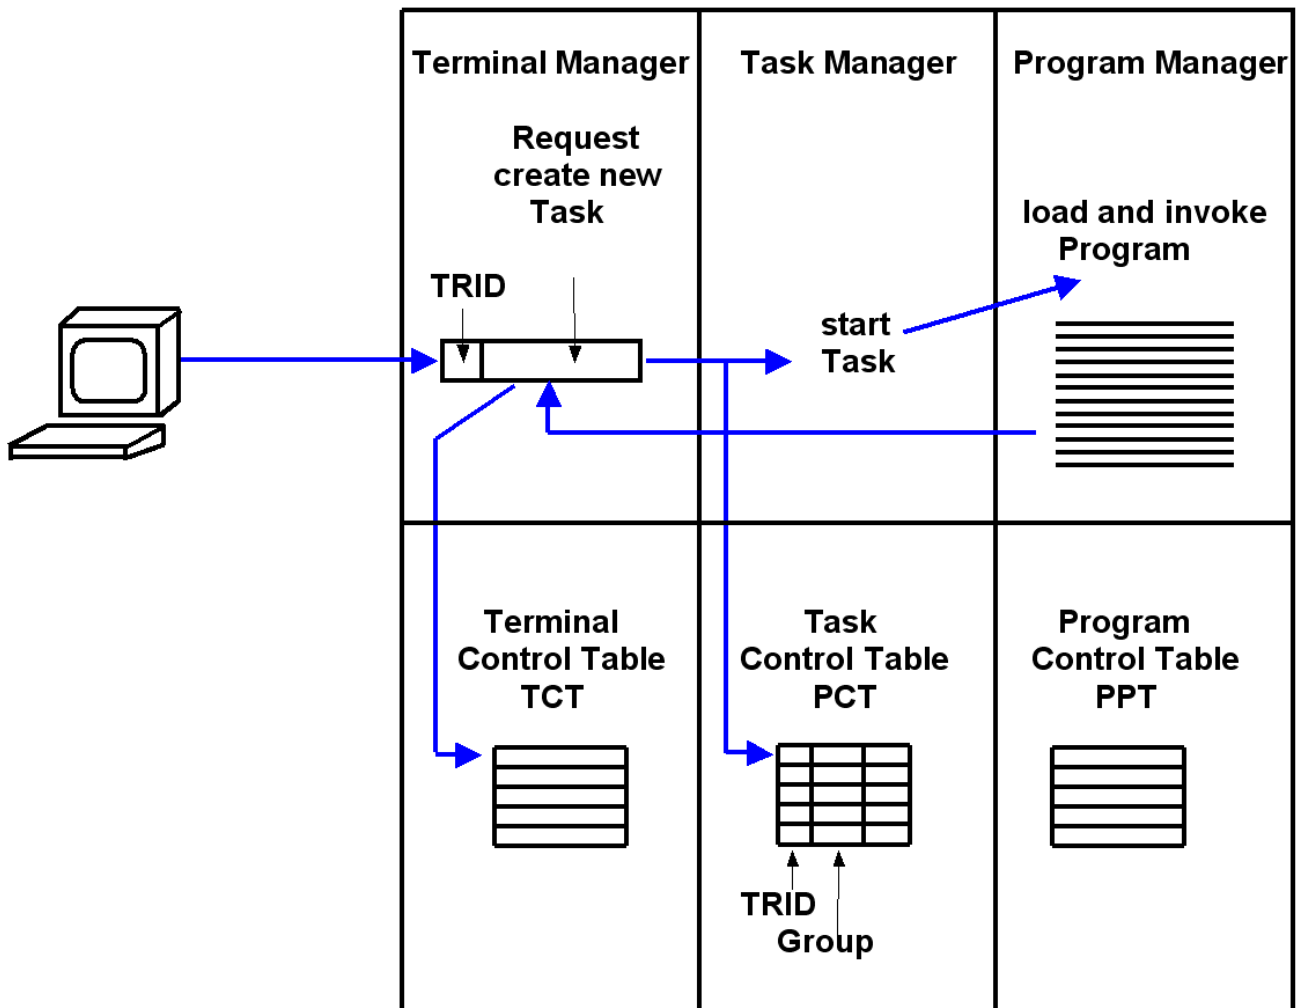 Terminal Manager
Task Manager
Program Manager
Request
create new
Task
load and invoke
Program
TRID
start
Task
Terminal
Control Table
TCT
Task
Control Table
PCT
Program
Control Table
PPT
TRID
Group